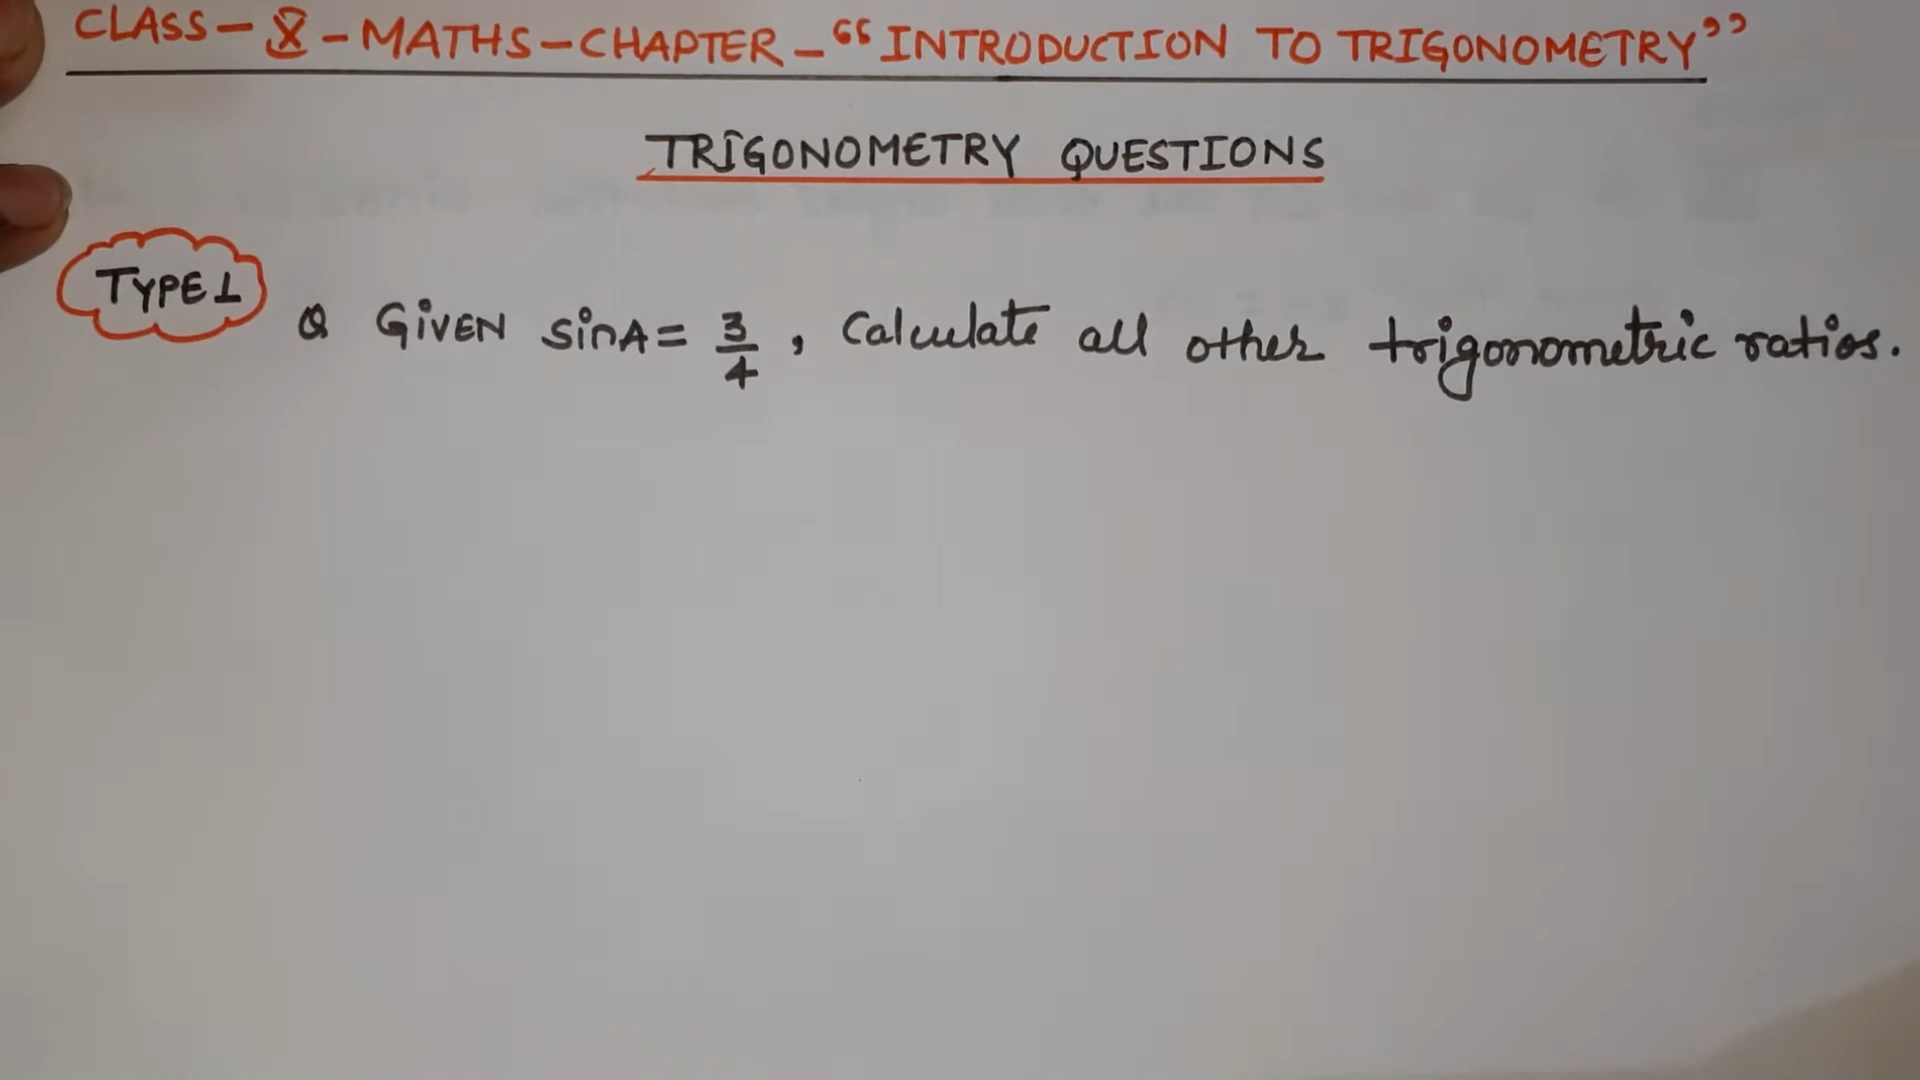 CLASS-X-MATHS-CHAPTER-“INTRODUCTION TO TRIGONOMETRY”
TRIGONOMETRY QUESTIONS
TYPE 1
Q GIVEN sinA = 3/4, Calculate all other trigonometric ratios.